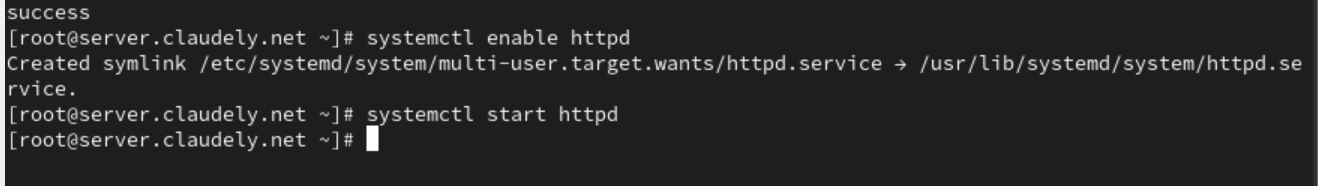 success
[root@server.claudely.net ~]# systemctl enable httpd
Created symlink /etc/systemd/system/multi-user.target.wants/httpd.service → /usr/lib/systemd/system/httpd.se
rvice.
[root@server.claudely.net ~]# systemctl start httpd
[root@server.claudely.net ~]#